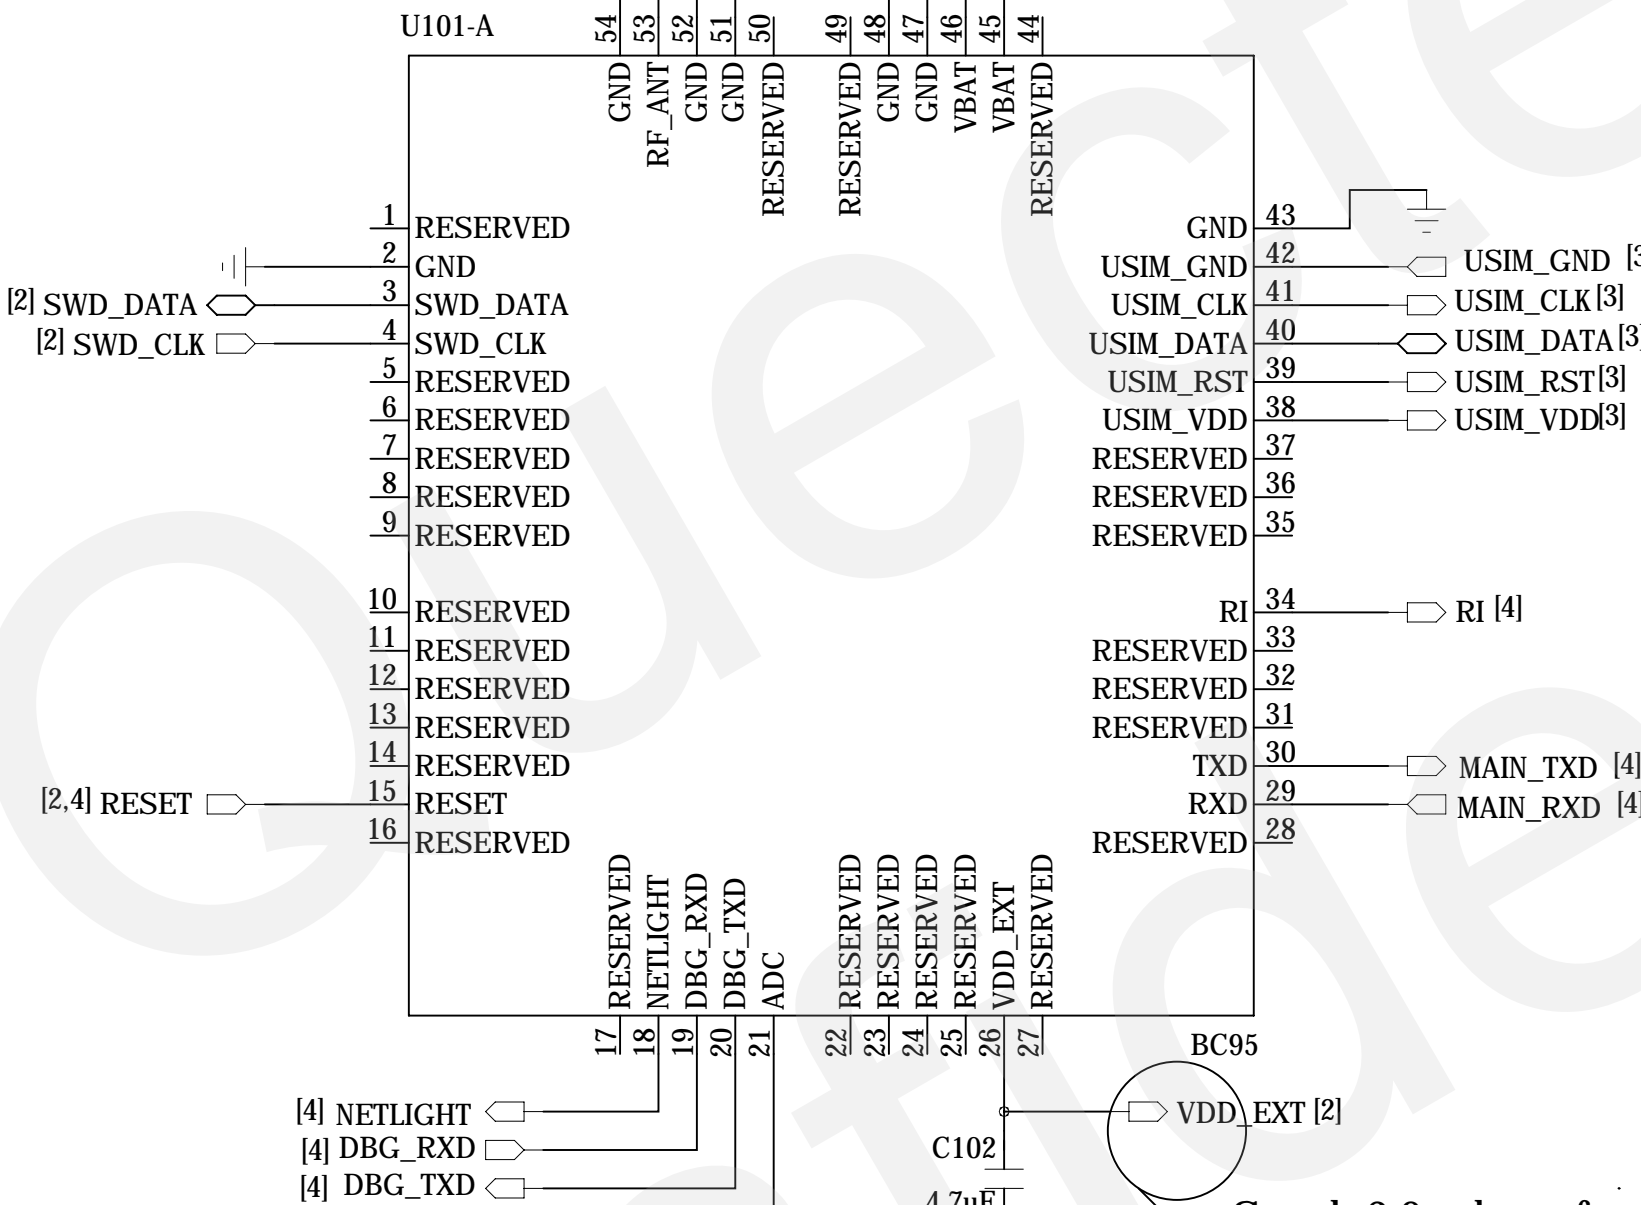 U101-A
54 53 52 51 50 49 48 47 46 45 44
GND RF_ANT GND GND RESERVED RESERVED GND GND VBAT VBAT RESERVED
1 RESERVED
2 GND
[2] SWD_DATA 3 SWD_DATA
[2] SWD_CLK 4 SWD_CLK
5 RESERVED
6 RESERVED
7 RESERVED
8 RESERVED
9 RESERVED
10 RESERVED
11 RESERVED
12 RESERVED
13 RESERVED
14 RESERVED
[2,4] RESET 15 RESET
16 RESERVED
GND 43
USIM_GND 42 USIM_GND [3
USIM_CLK 41 USIM_CLK [3]
USIM_DATA 40 USIM_DATA [3]
USIM_RST 39 USIM_RST [3]
USIM_VDD 38 USIM_VDD [3]
RESERVED 37
RESERVED 36
RESERVED 35
RI 34 RI [4]
RESERVED 33
RESERVED 32
RESERVED 31
TXD 30 MAIN_TXD [4]
RXD 29 MAIN_RXD [4]
RESERVED 28
RESERVED NETLIGHT DBG_RXD DBG_TXD ADC RESERVED RESERVED RESERVED RESERVED VDD_EXT RESERVED
17 18 19 20 21 22 23 24 25 26 27
BC95
[4] NETLIGHT
[4] DBG_RXD
[4] DBG_TXD
VDD_EXT [2]
C102
4.7uF
Quecte
fide